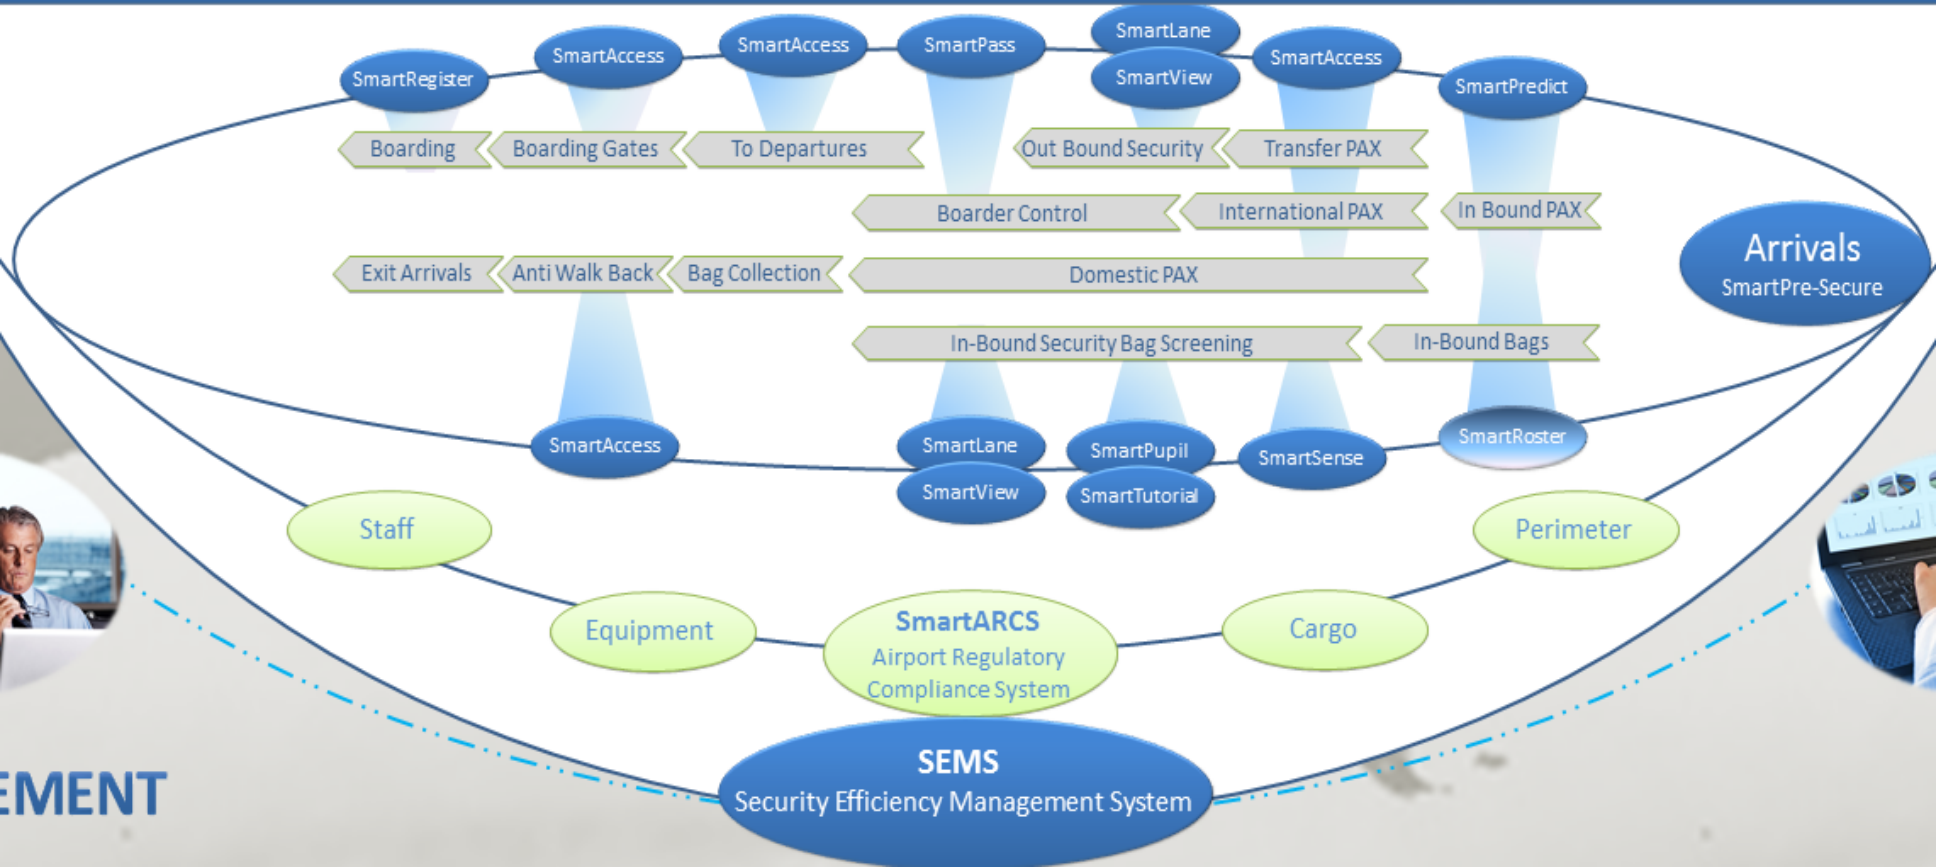 SmartRegister
SmartAccess
SmartAccess
SmartPass
SmartLane
SmartView
SmartAccess
SmartPredict
Boarding
Boarding Gates
To Departures
Out Bound Security
Transfer PAX
Boarder Control
International PAX
In Bound PAX
Arrivals
SmartPre-Secure
Exit Arrivals
Anti Walk Back
Bag Collection
Domestic PAX
In-Bound Security Bag Screening
In-Bound Bags
SmartAccess
SmartLane
SmartView
SmartPupil
SmartTutorial
SmartSense
SmartRoster
Staff
Perimeter
Equipment
SmartARCS
Airport Regulatory
Compliance System
Cargo
SEMS
Security Efficiency Management System
EMENT